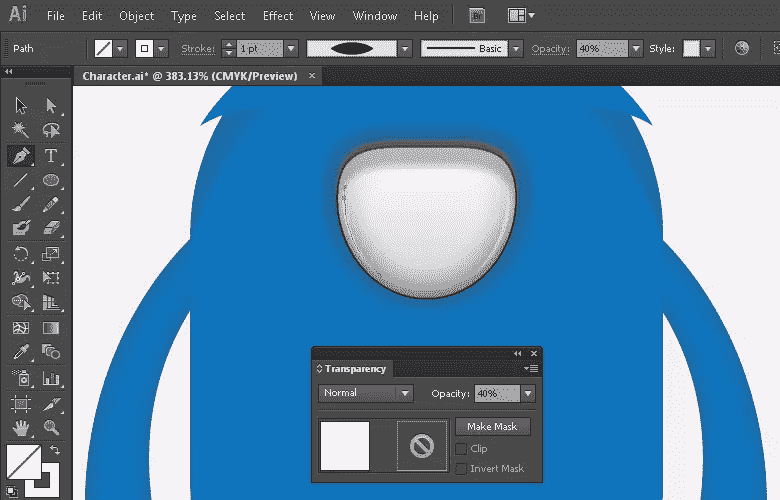 Ai File Edit Object Type Select Effect View Window Help Br
Path Stroke: 1 pt Basic Opacity: 40% Style:
Character.ai* @ 383.13% (CMYK/Preview) ×
T
Transparency
Normal Opacity: 40%
Make Mask
Clip
Invert Mask